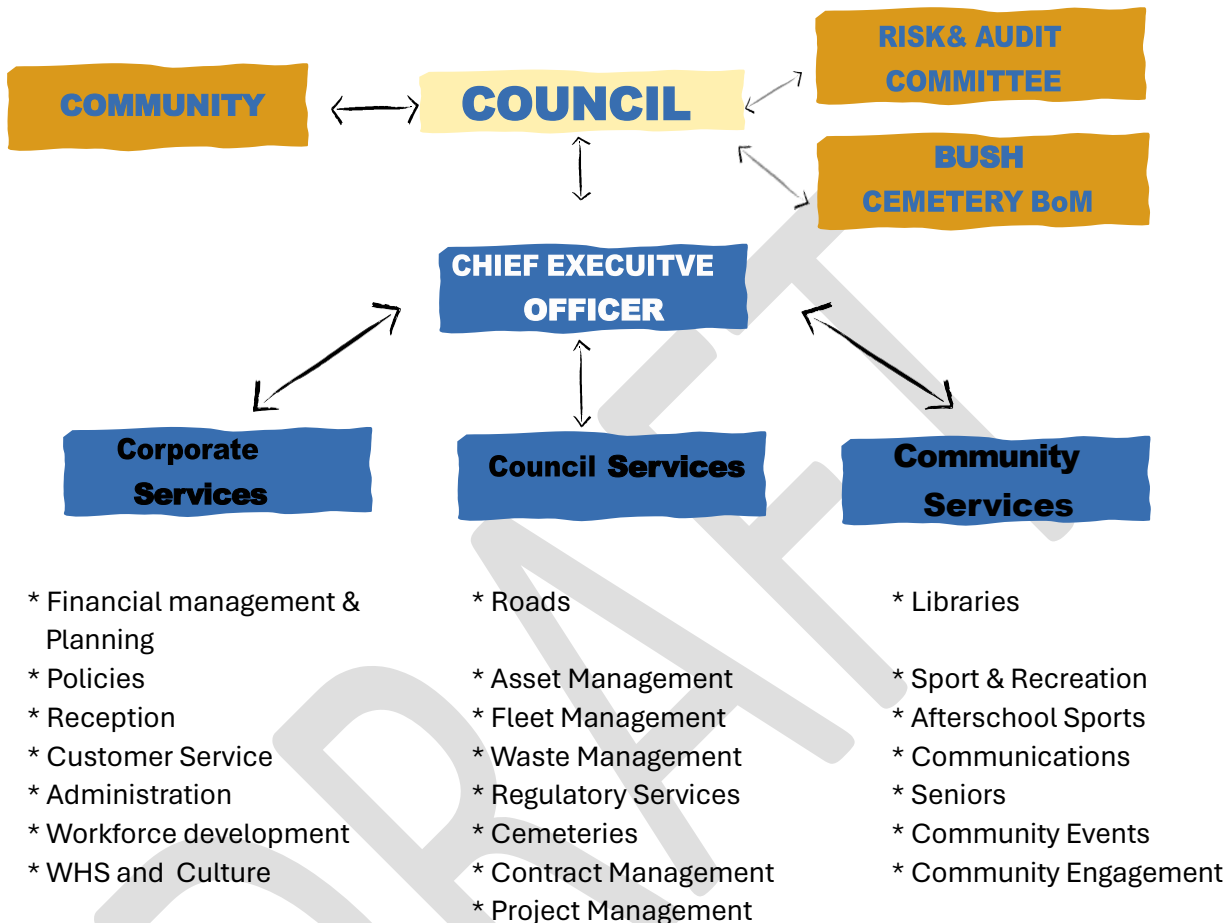 RISK& AUDIT
COMMITTEE
COMMUNITY
COUNCIL
BUSH
CEMETERY BoM
CHIEF EXECUITVE
OFFICER
Corporate
Services
Council Services
Community
Services
* Financial management &
Planning
* Policies
* Reception
* Customer Service
* Administration
* Workforce development
* WHS and Culture
* Roads
* Asset Management
* Fleet Management
* Waste Management
* Regulatory Services
* Cemeteries
* Contract Management
* Project Management
* Libraries
* Sport & Recreation
* Afterschool Sports
* Communications
* Seniors
* Community Events
* Community Engagement
DRAFT